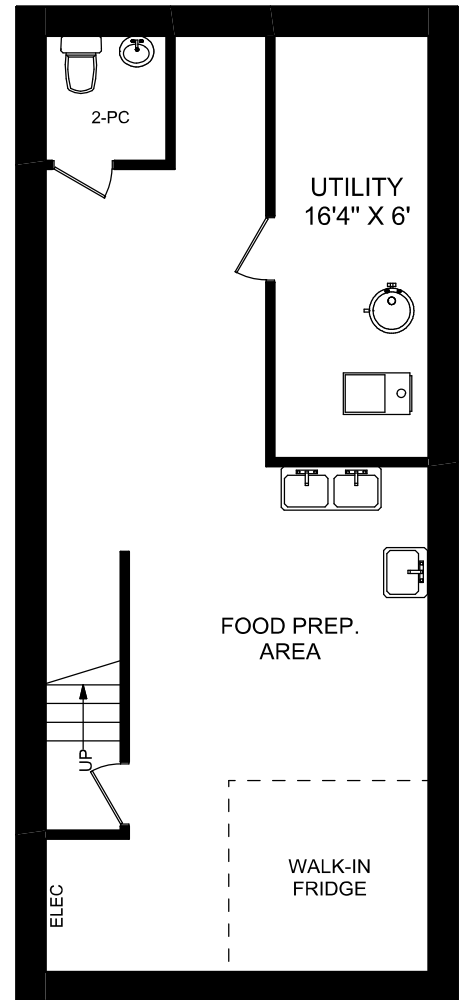 2-PC
UTILITY
16'4" X 6'
FOOD PREP.
AREA
UP
WALK-IN
FRIDGE
ELEC